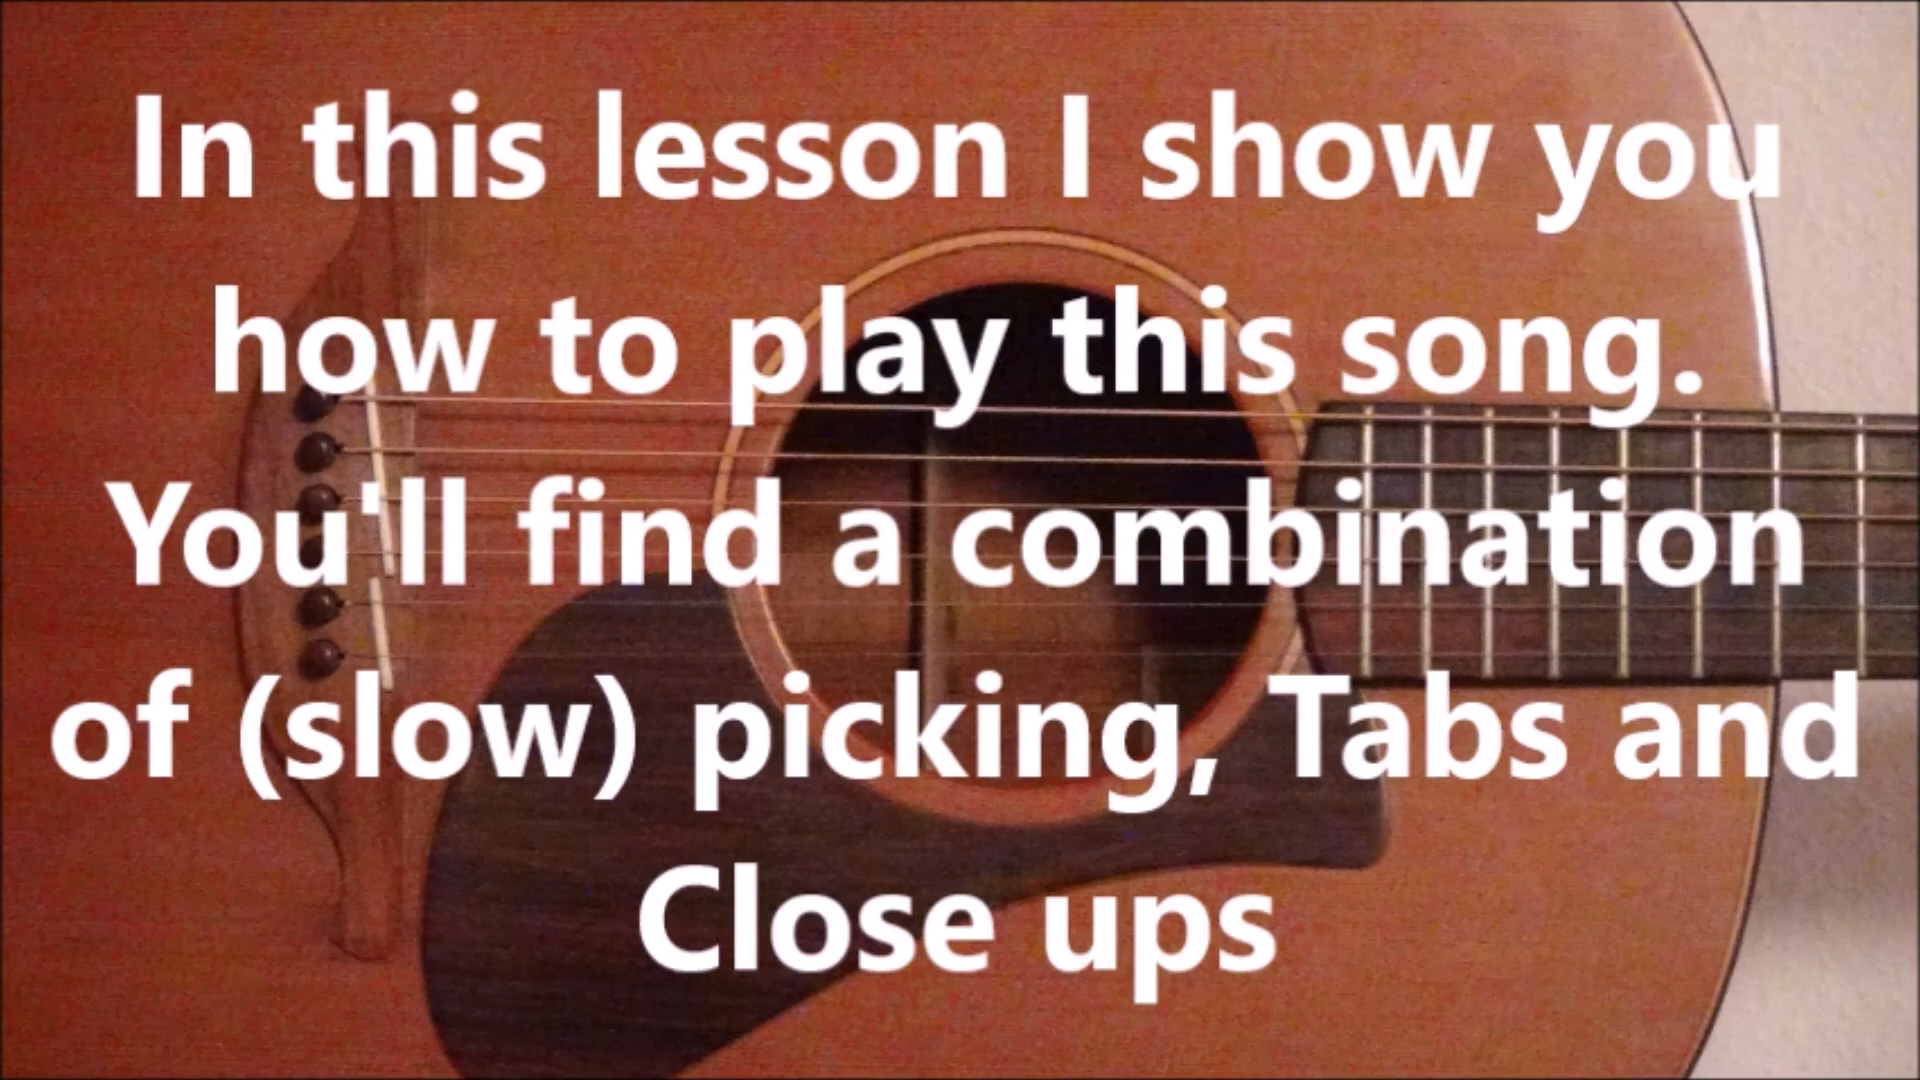 In this lesson I show you
how to play this song.
You'll find a combination
of (slow) picking, Tabs and
Close ups